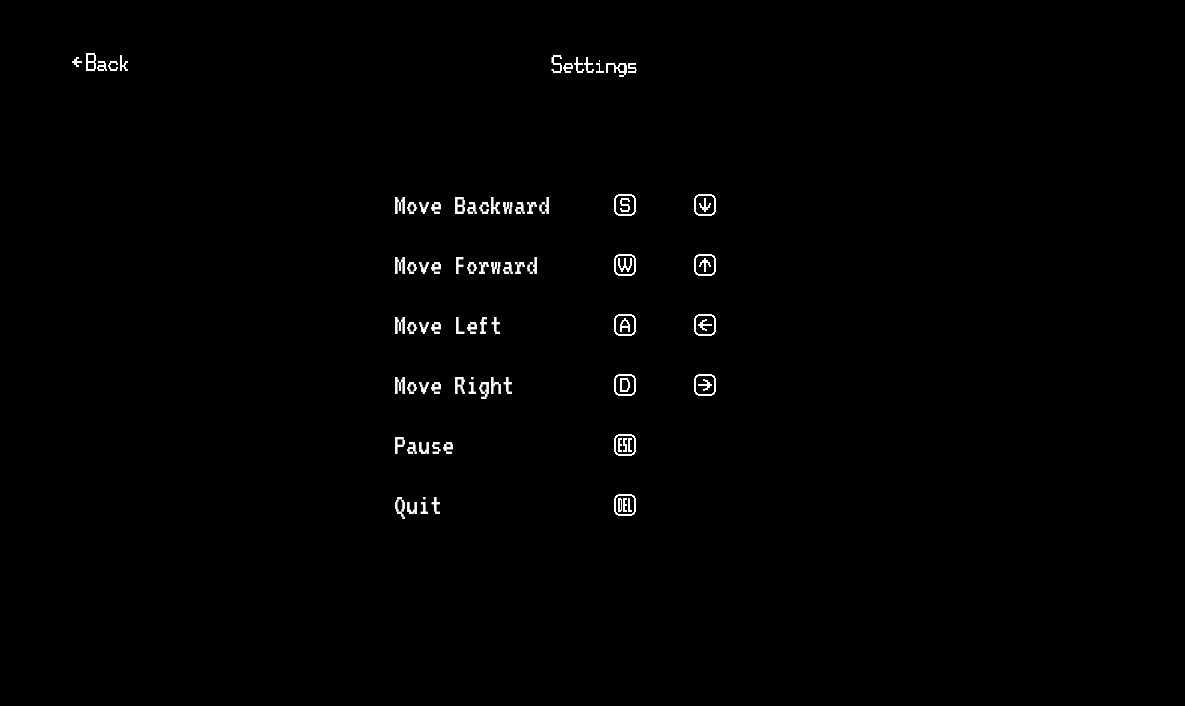 ←Back
Settings
Move Backward S ↓
Move Forward W ↑
Move Left A ←
Move Right D →
Pause ESC
Quit DEL